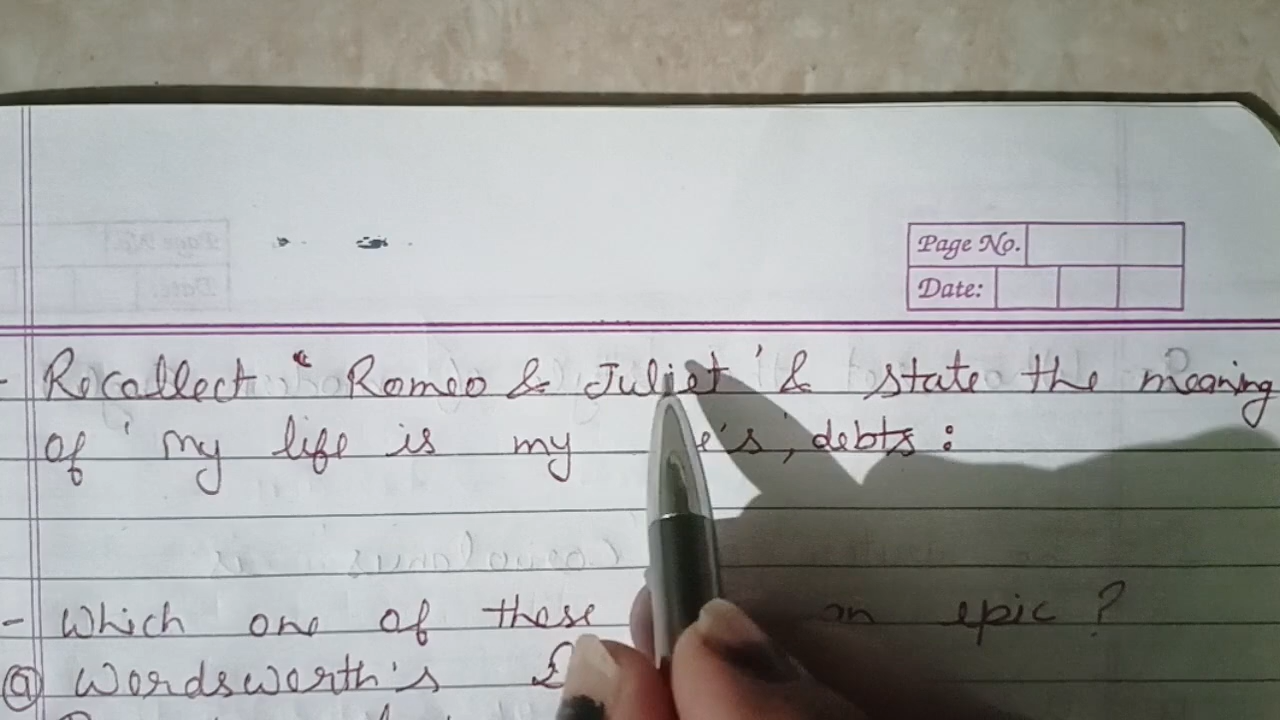 Page No.
Date:
- Recollect " Romeo & Juliet ' & state the meaning
of ' my life is my 's, debts :
- Which one of these an epic ?
(a) Wordsworth's